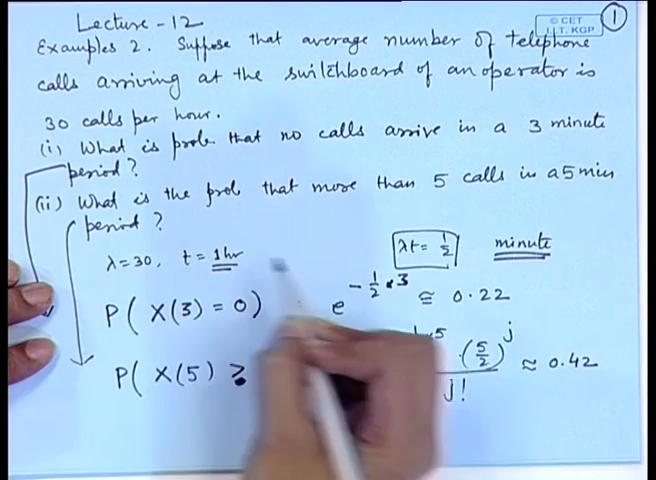 Lecture - 12
© CET
I.I.T. KGP
1
Examples 2. Suppose that average number of telephone
calls arriving at the switchboard of an operator is
30 calls per hour.
(i) What is prob. that no calls arrive in a 3 minute
period?
(ii) What is the prob that more than 5 calls in a 5 min
period?
λ=30, t = 1 hr
λt = 1/2
minute
P( X(3) = 0)
e^{-1/2 * 3} ≅ 0.22
P( X(5) ≥
5 · (5/2)^j / j! ≈ 0.42